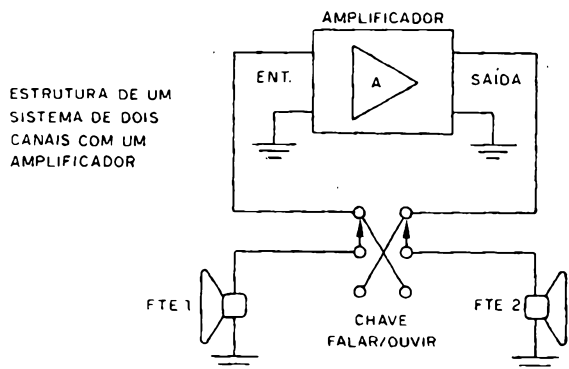 AMPLIFICADOR
ENT.
A
SAÍDA
ESTRUTURA DE UM
SISTEMA DE DOIS
CANAIS COM UM
AMPLIFICADOR
FTE 1
FTE 2
CHAVE
FALAR/OUVIR